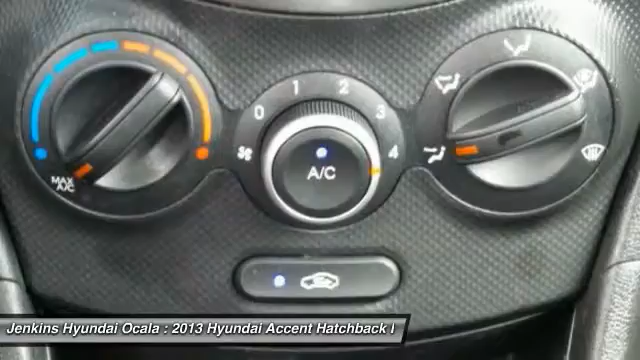 0 1 2 3 4
MAX
A/C
A/C
Jenkins Hyundai Ocala : 2013 Hyundai Accent Hatchback I